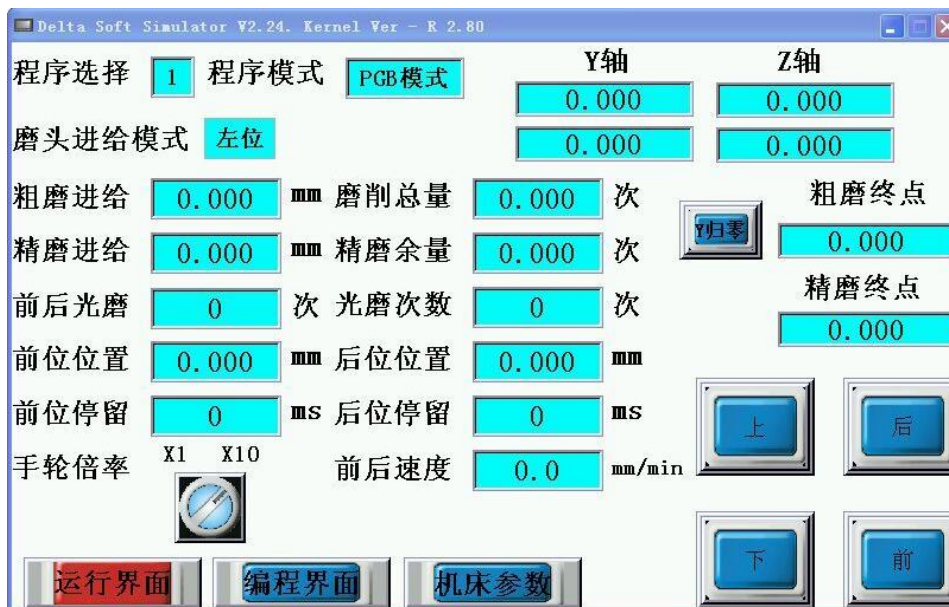 Delta Soft Simulator V2.24. Kernel Ver - R 2.80
程序选择 1 程序模式 PGB模式
Y轴 Z轴
0.000 0.000
磨头进给模式 左位
0.000 0.000
粗磨进给 0.000 mm 磨削总量 0.000 次
粗磨终点
Y归零
0.000
精磨进给 0.000 mm 精磨余量 0.000 次
精磨终点
0.000
前后光磨 0 次 光磨次数 0 次
前位位置 0.000 mm 后位位置 0.000 mm
前位停留 0 ms 后位停留 0 ms
上 后
手轮倍率 X1 X10 前后速度 0.0 mm/min
下 前
运行界面 编程界面 机床参数